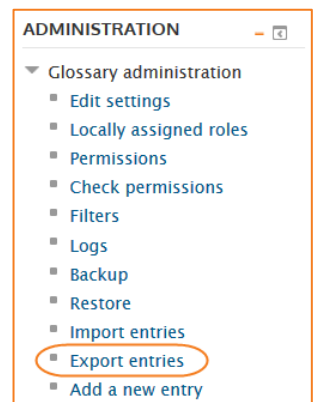 ADMINISTRATION
Glossary administration
Edit settings
Locally assigned roles
Permissions
Check permissions
Filters
Logs
Backup
Restore
Import entries
Export entries
Add a new entry